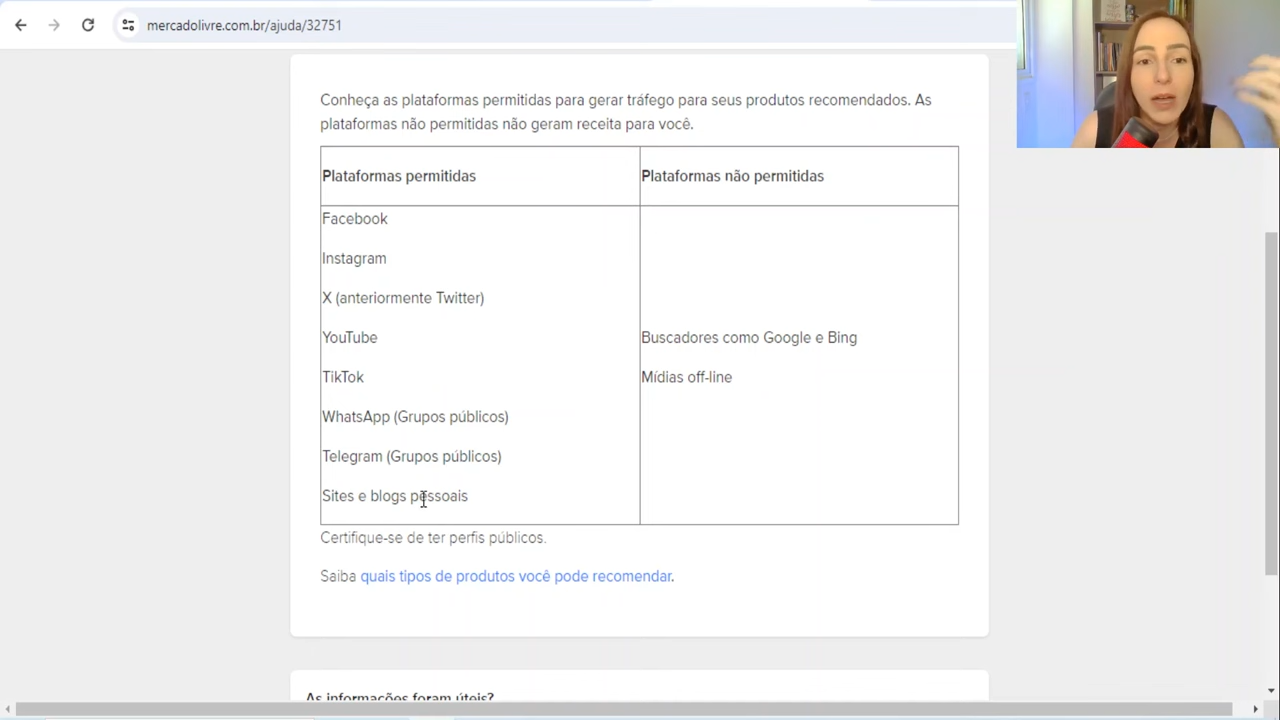 mercadolivre.com.br/ajuda/32751
Conheça as plataformas permitidas para gerar tráfego para seus produtos recomendados. As
plataformas não permitidas não geram receita para você.
Plataformas permitidas
Plataformas não permitidas
Facebook
Instagram
X (anteriormente Twitter)
YouTube
TikTok
WhatsApp (Grupos públicos)
Telegram (Grupos públicos)
Sites e blogs pessoais
Buscadores como Google e Bing
Mídias off-line
Certifique-se de ter perfis públicos.
Saiba quais tipos de produtos você pode recomendar.
As informações foram úteis?